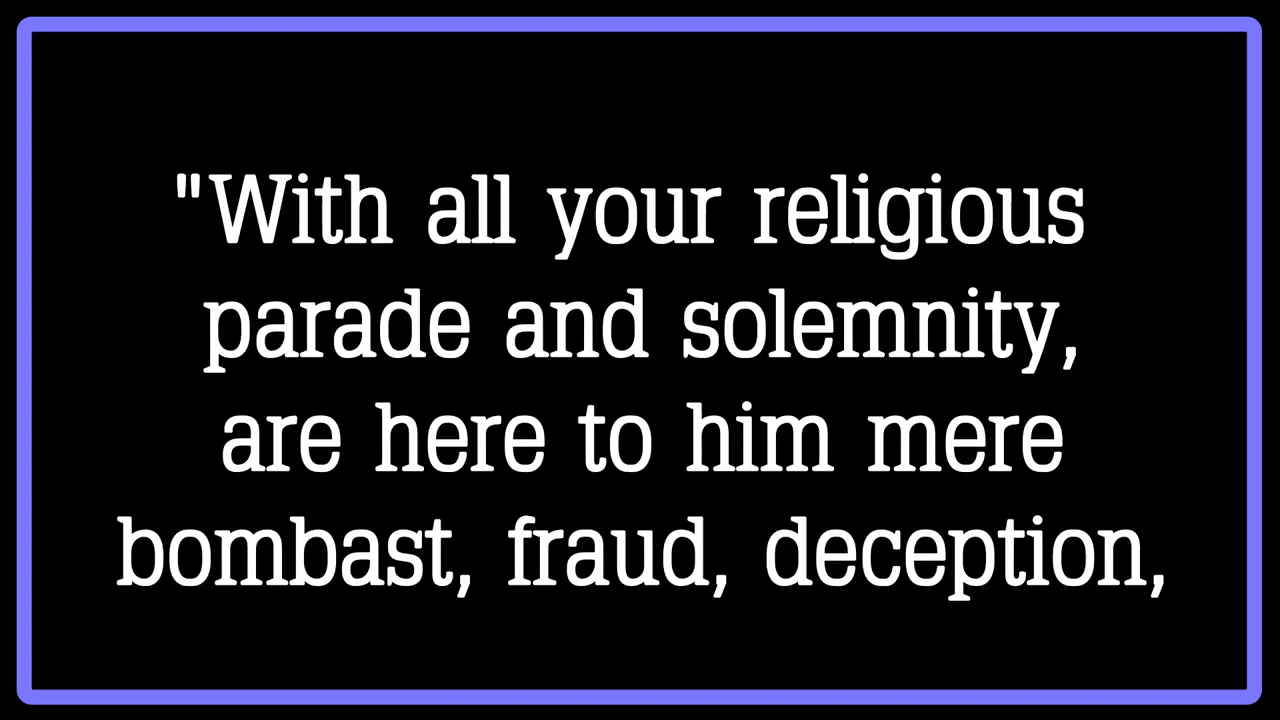 "With all your religious
parade and solemnity,
are here to him mere
bombast, fraud, deception,